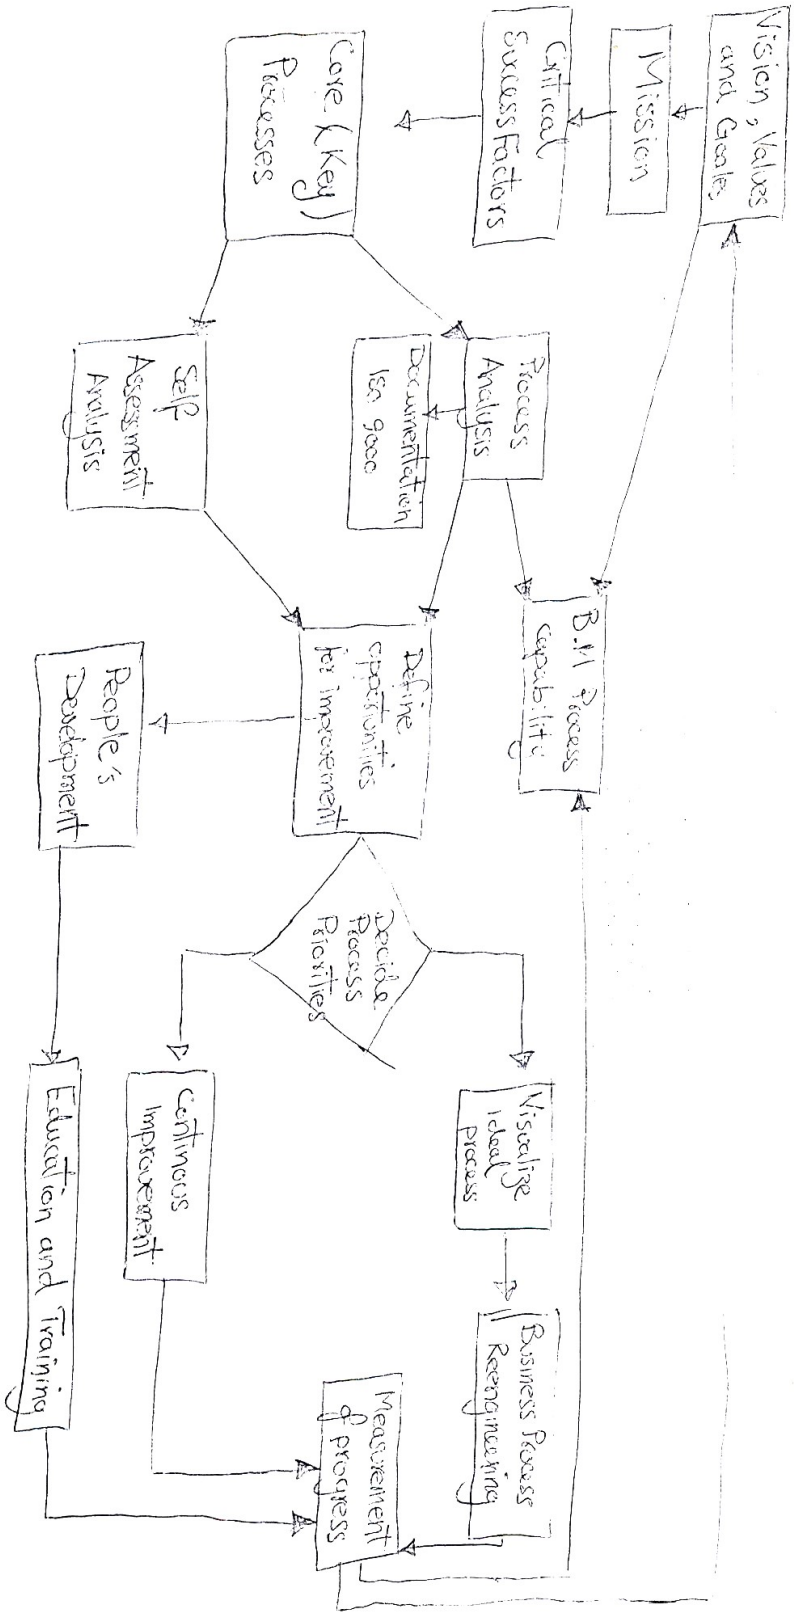 Vision, Values
and Goales
Mission
Critical
Success Factors
Core (Key)
Processes
Process
Analysis
Documentation
Iso 9000
Self
Assessment
Analysis
B.M Process
Capability
Define
opportunities
for improvement
People's
Development
Decide
Process
Priorities
Visualize
ideal
process
Business Process
Reengineering
Continous
Improvement
Education and Training
Measurement
of progress